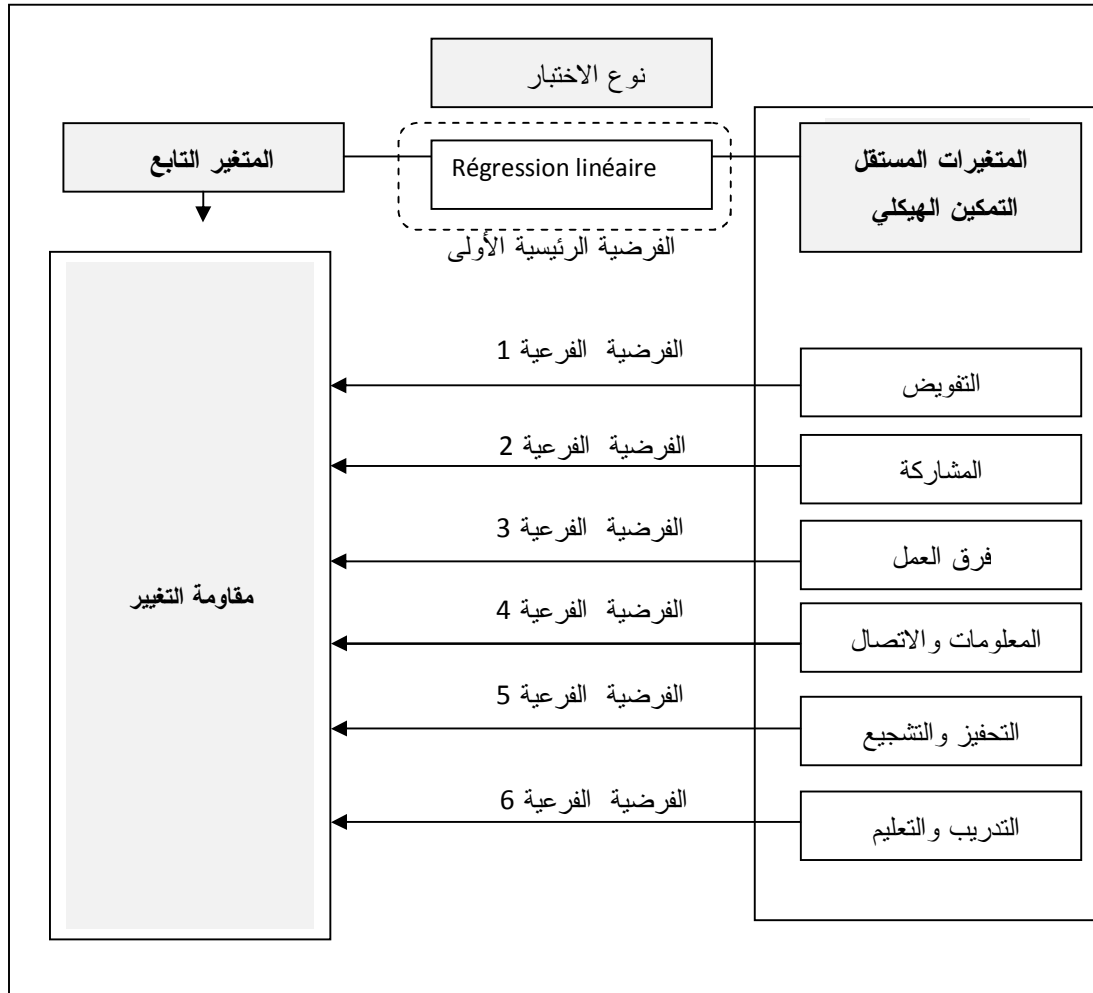 نوع الاختبار
المتغيرات المستقل
التمكين الهيكلي
Régression linéaire
المتغير التابع
الفرضية الرئيسية الأولى
الفرضية الفرعية 1
التفويض
الفرضية الفرعية 2
المشاركة
الفرضية الفرعية 3
فرق العمل
مقاومة التغيير
الفرضية الفرعية 4
المعلومات والاتصال
الفرضية الفرعية 5
التحفيز والتشجيع
الفرضية الفرعية 6
التدريب والتعليم